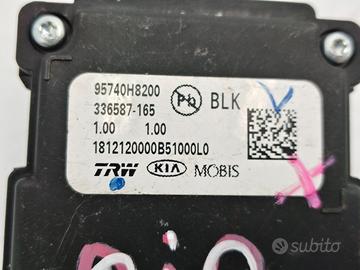 95740H8200
Pb
BLK
336587-165
1.00 1.00
1812120000B51000L0
TRW KIA MOBIS
subito